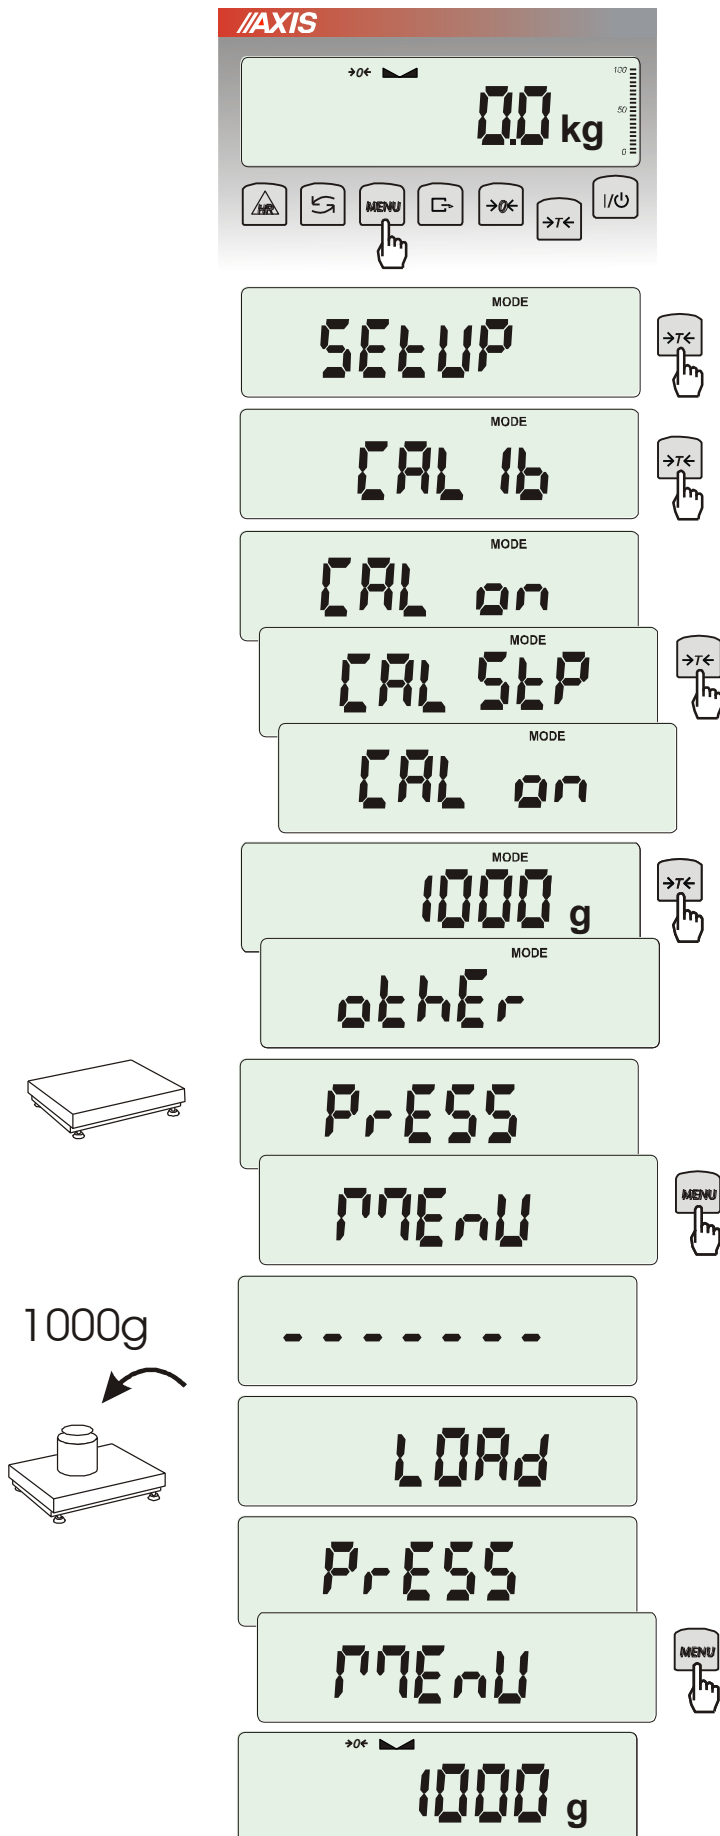 //AXIS
→0←
100
50
0
0.0 kg
HR
MENU
→0←
→T←
I/⏻
MODE
SEtUP
→T←
MODE
CAL Ib
→T←
MODE
CAL on
MODE
CAL StP
→T←
MODE
CAL on
MODE
1000 g
→T←
MODE
othEr
PrESS
MEnU
MENU
1000g
- - - - - - -
LOAd
PrESS
MEnU
MENU
→0←
1000 g